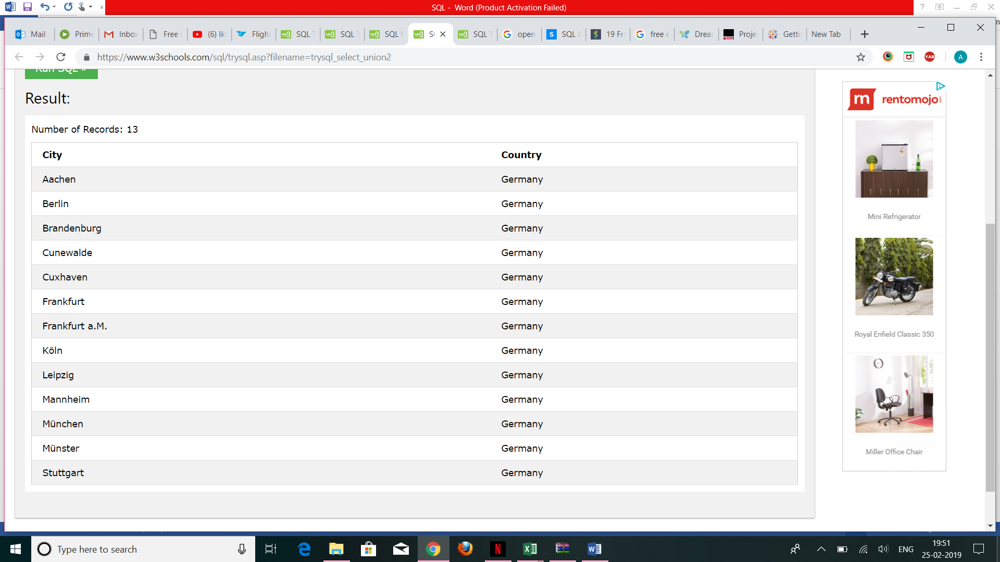 SQL - Word (Product Activation Failed)
Mail
Prime
Inbo
Free
(6) Ik
Flight
SQL T
SQL T
SQL U
SQL T
open
SQL &
19 Fr
free e
Drea
Proje
Getti
New Tab
https://www.w3schools.com/sql/trysql.asp?filename=trysql_select_union2
YAB
A
Run SQL »
Result:
Number of Records: 13
City Country
Aachen Germany
Berlin Germany
Brandenburg Germany
Cunewalde Germany
Cuxhaven Germany
Frankfurt Germany
Frankfurt a.M. Germany
Köln Germany
Leipzig Germany
Mannheim Germany
München Germany
Münster Germany
Stuttgart Germany
rentomojo
Mini Refrigerator
Royal Enfield Classic 350
Miller Office Chair
Type here to search
ENG
19:51
25-02-2019